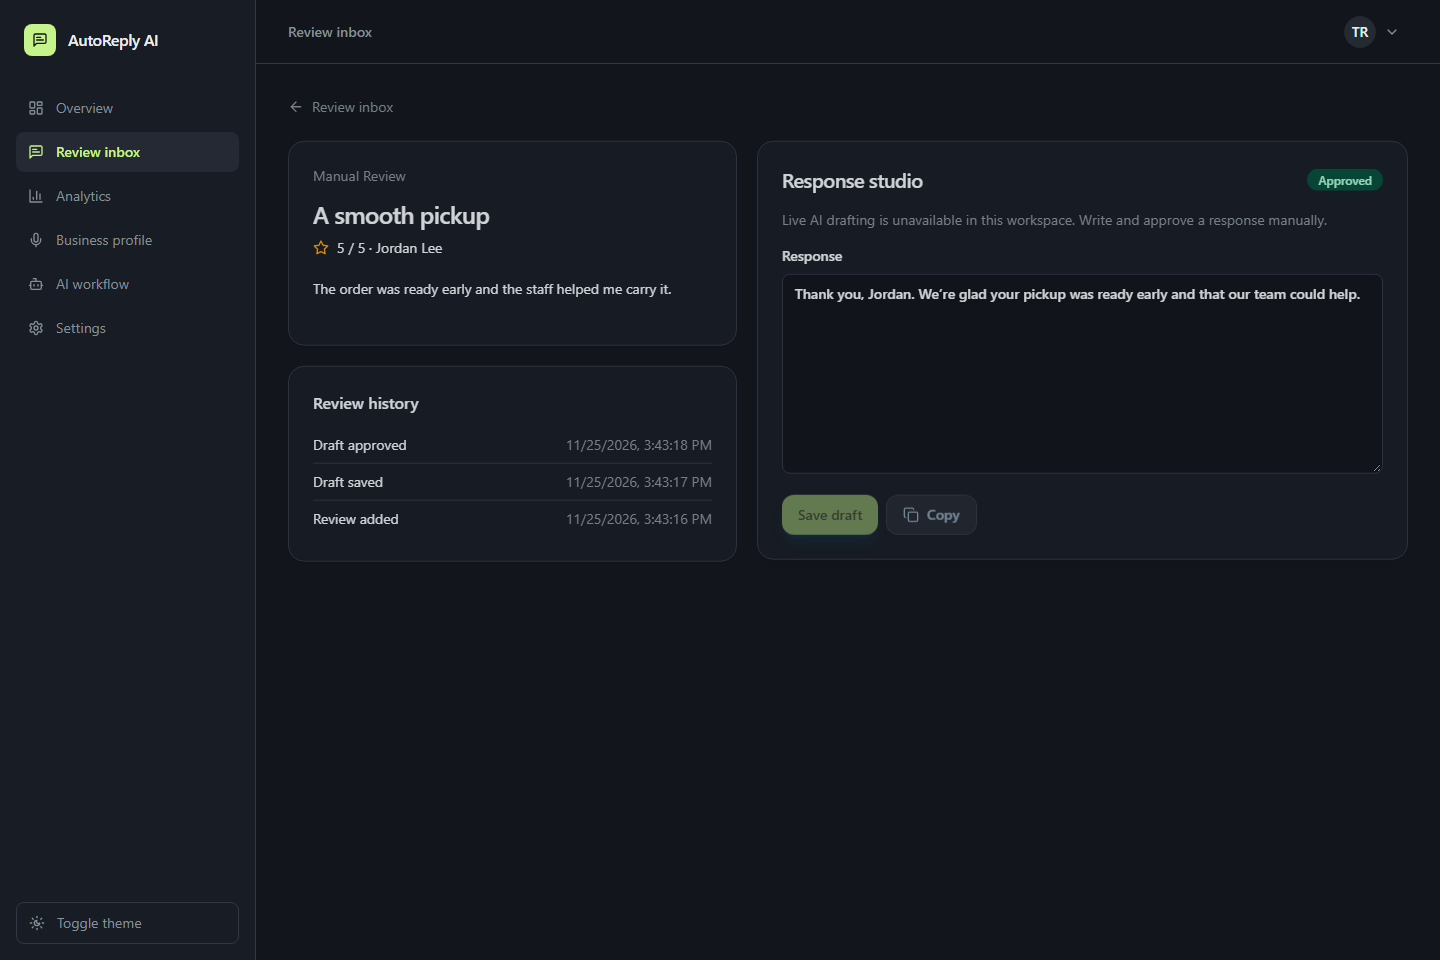 AutoReply AI
Overview
Review inbox
Analytics
Business profile
AI workflow
Settings
Toggle theme
Review inbox
TR
Review inbox
Manual Review
A smooth pickup
5 / 5 · Jordan Lee
The order was ready early and the staff helped me carry it.
Review history
Draft approved 11/25/2026, 3:43:18 PM
Draft saved 11/25/2026, 3:43:17 PM
Review added 11/25/2026, 3:43:16 PM
Response studio
Approved
Live AI drafting is unavailable in this workspace. Write and approve a response manually.
Response
Thank you, Jordan. We’re glad your pickup was ready early and that our team could help.
Save draft
Copy